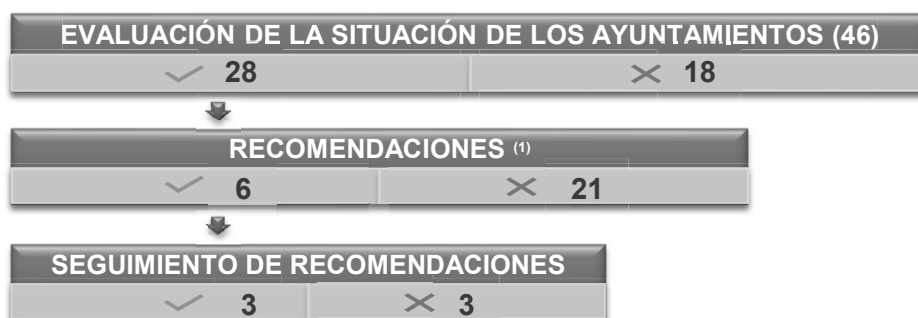 EVALUACIÓN DE LA SITUACIÓN DE LOS AYUNTAMIENTOS (46)
✓ 28 ✕ 18
RECOMENDACIONES (1)
✓ 6 ✕ 21
SEGUIMIENTO DE RECOMENDACIONES
✓ 3 ✕ 3